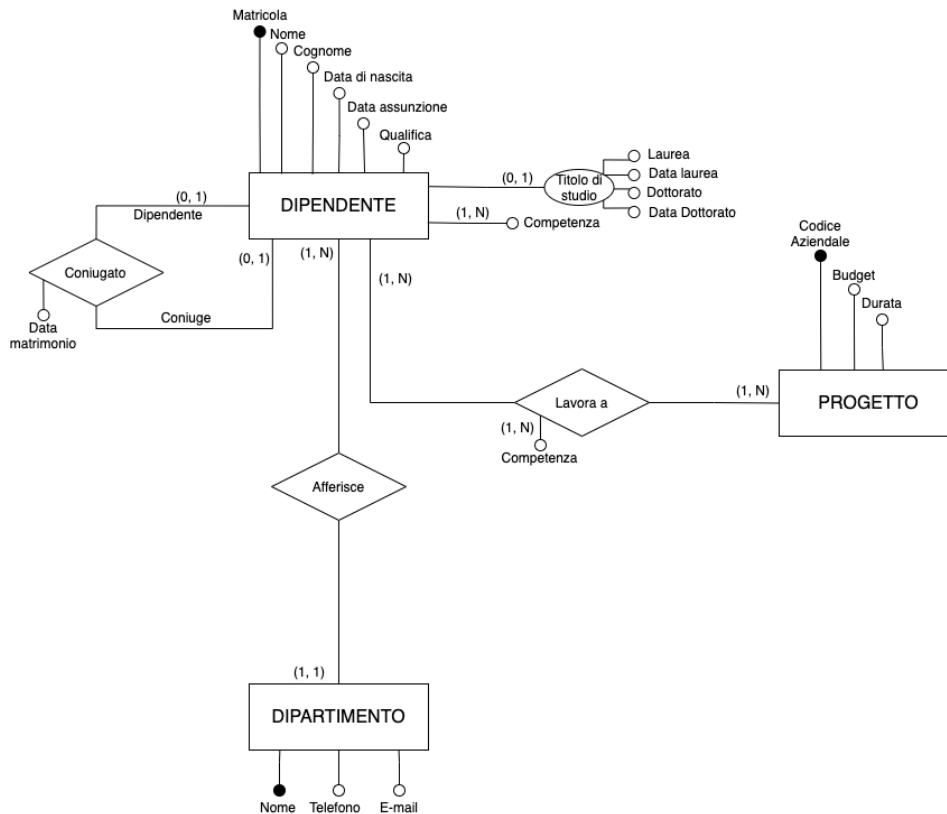 Matricola
Nome
Cognome
Data di nascita
Data assunzione
Qualifica
(0, 1)
Titolo di
studio
Laurea
Data laurea
Dottorato
Data Dottorato
DIPENDENTE
(1, N)
Competenza
(0, 1)
Dipendente
Coniugato
Data
matrimonio
Coniuge
(0, 1)
(1, N)
(1, N)
Codice
Aziendale
Budget
Durata
PROGETTO
(1, N)
Lavora a
(1, N)
Competenza
Afferisce
(1, 1)
DIPARTIMENTO
Nome
Telefono
E-mail